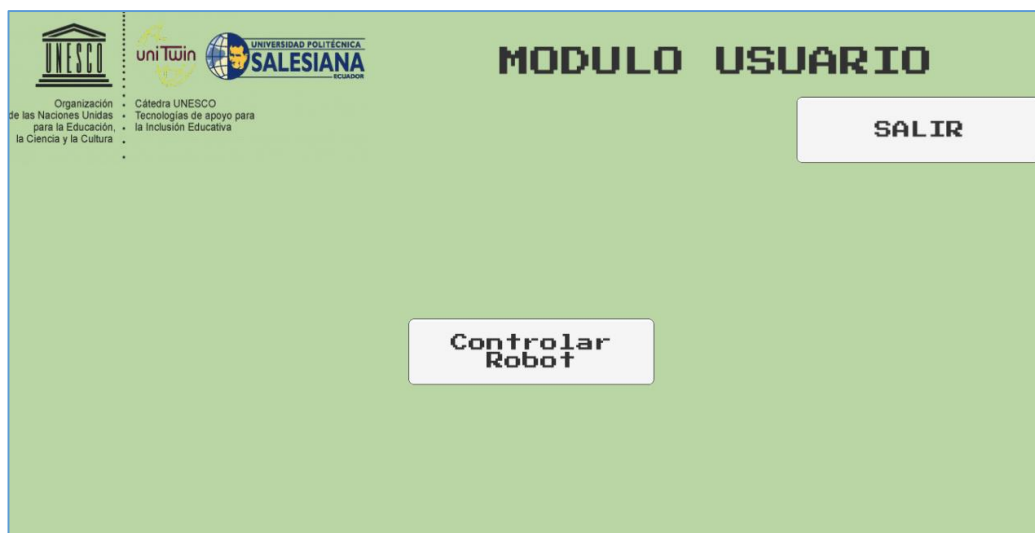 UNESCO
Organización
de las Naciones Unidas
para la Educación,
la Ciencia y la Cultura
uniTwin
Cátedra UNESCO
Tecnologías de apoyo para
la Inclusión Educativa
UNIVERSIDAD POLITÉCNICA
SALESIANA
ECUADOR
MODULO USUARIO
SALIR
Controlar
Robot